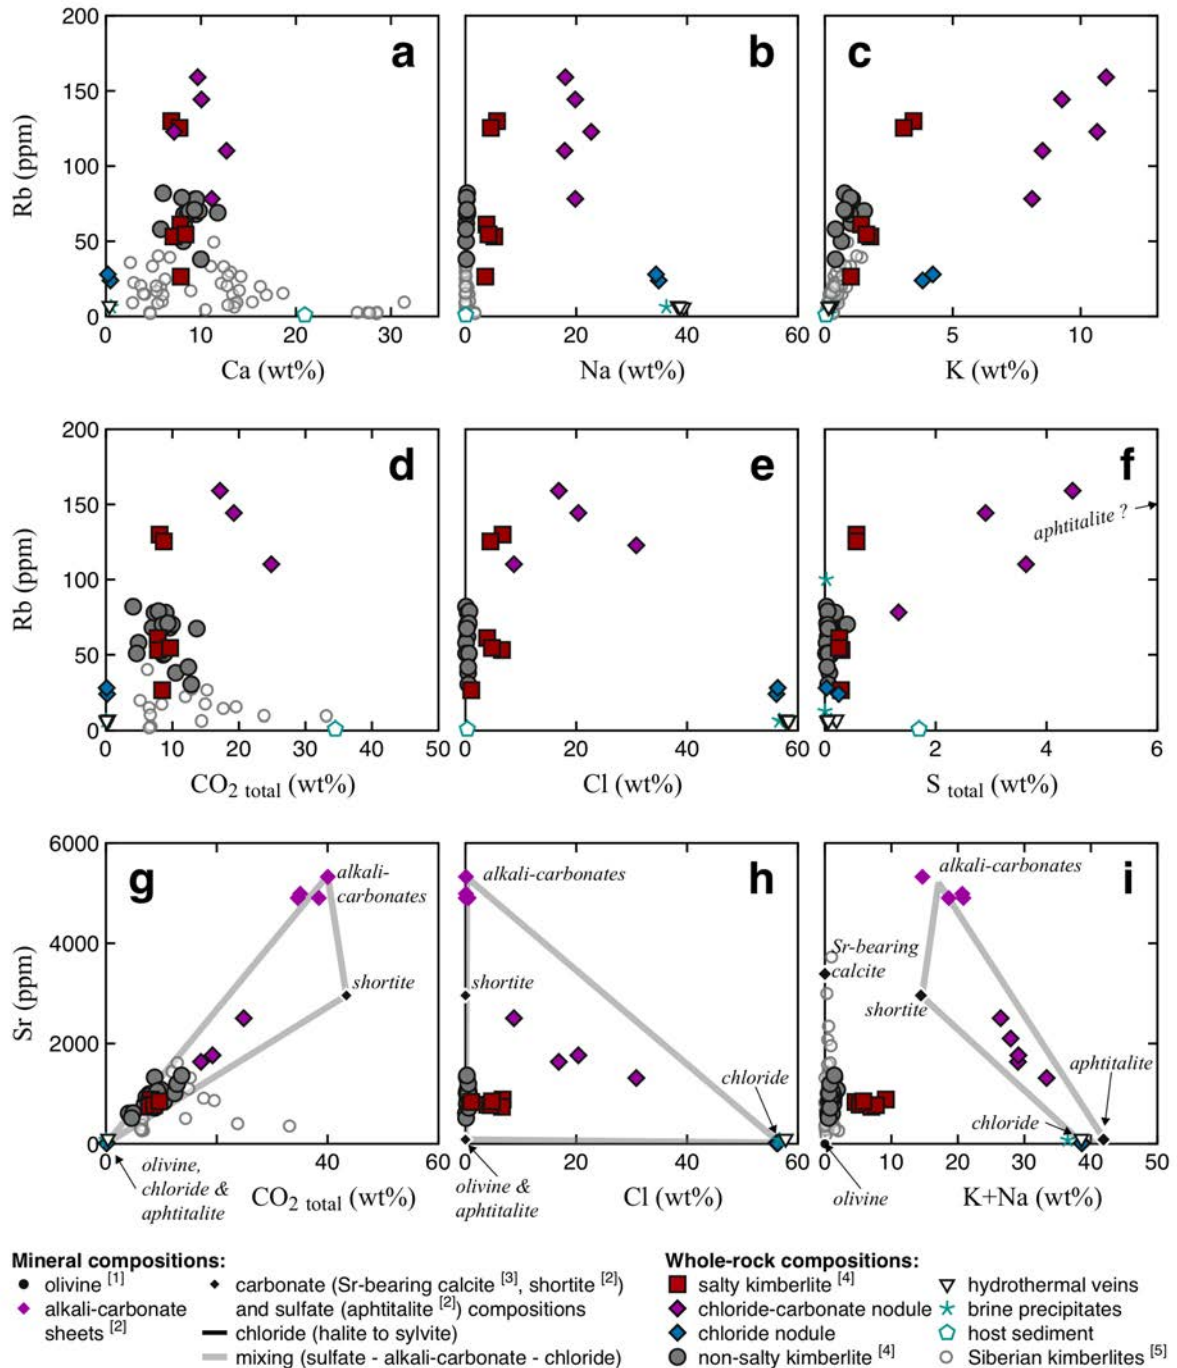 a
b
c
200
150
100
50
0
Rb (ppm)
0 10 20 30
Ca (wt%)
0 20 40 60
Na (wt%)
5 10
K (wt%)
d
e
f
aphtitalite ?
200
150
100
50
0
Rb (ppm)
0 10 20 30 40 50
CO2 total (wt%)
0 20 40 60
Cl (wt%)
0 2 4 6
S total (wt%)
g
h
i
6000
4000
2000
0
Sr (ppm)
alkali-
carbonates
shortite
olivine,
chloride &
aphtitalite
0 20 40 60
CO2 total (wt%)
alkali-carbonates
shortite
chloride
olivine &
aphtitalite
0 20 40 60
Cl (wt%)
alkali-carbonates
Sr-bearing
calcite
shortite
aphtitalite
chloride
olivine
0 10 20 30 40 50
K+Na (wt%)
Mineral compositions:
olivine [1]
alkali-carbonate
sheets [2]
carbonate (Sr-bearing calcite [3], shortite [2])
and sulfate (aphtitalite [2]) compositions
chloride (halite to sylvite)
mixing (sulfate - alkali-carbonate - chloride)
Whole-rock compositions:
salty kimberlite [4]
chloride-carbonate nodule
chloride nodule
non-salty kimberlite [4]
hydrothermal veins
brine precipitates
host sediment
Siberian kimberlites [5]